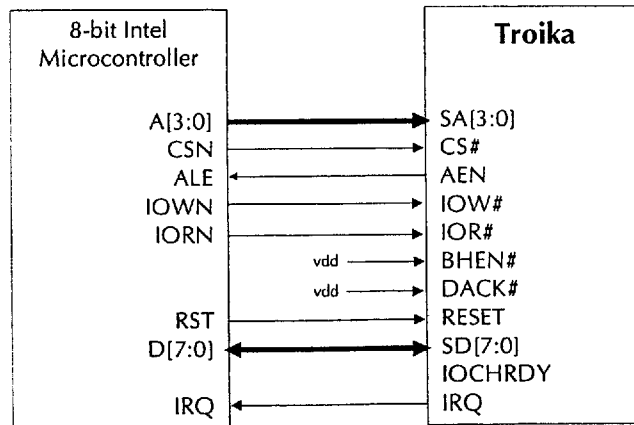 8-bit Intel
Microcontroller
Troika
A[3:0] SA[3:0]
CSN CS#
ALE AEN
IOWN IOW#
IORN IOR#
vdd BHEN#
vdd DACK#
RST RESET
D[7:0] SD[7:0]
IOCHRDY
IRQ IRQ